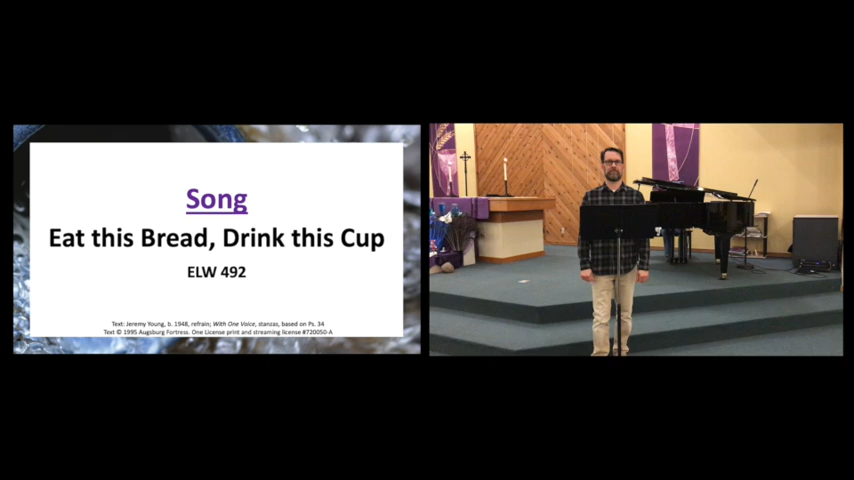 Song
Eat this Bread, Drink this Cup
ELW 492
Text: Jeremy Young, b. 1948, refrain; With One Voice, stanzas, based on Ps. 34
Text © 1995 Augsburg Fortress. One License print and streaming license #720050-A